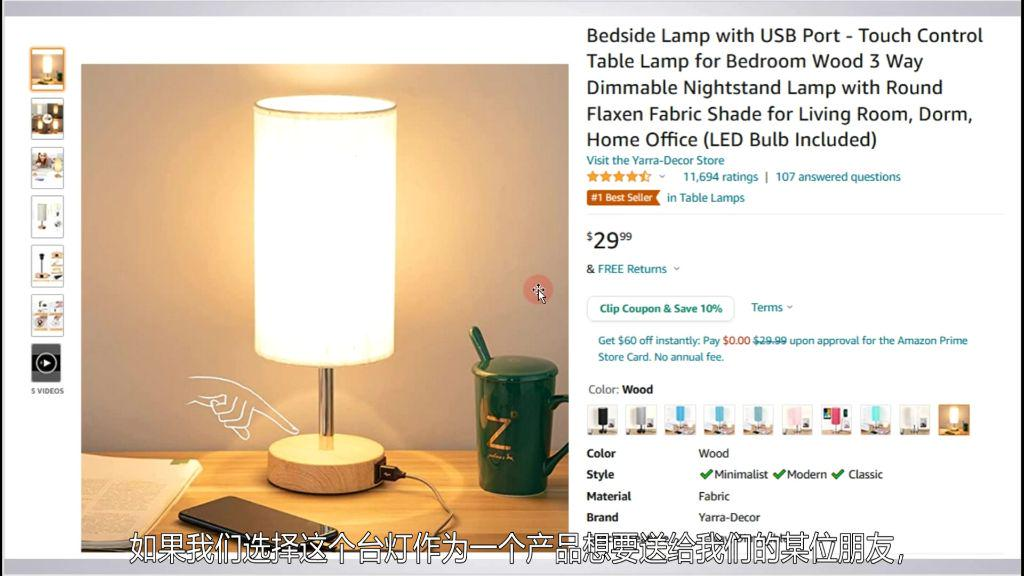 Bedside Lamp with USB Port - Touch Control
Table Lamp for Bedroom Wood 3 Way
Dimmable Nightstand Lamp with Round
Flaxen Fabric Shade for Living Room, Dorm,
Home Office (LED Bulb Included)
Visit the Yarra-Decor Store
11,694 ratings | 107 answered questions
#1 Best Seller in Table Lamps
$29.99
& FREE Returns
Clip Coupon & Save 10% Terms
Get $60 off instantly: Pay $0.00 $29.99 upon approval for the Amazon Prime
Store Card. No annual fee.
Color: Wood
Color Wood
Style Minimalist Modern Classic
Material Fabric
Brand Yarra-Decor
5 VIDEOS
Z
如果我们选择这个台灯作为一个产品想要送给我们的某位朋友，